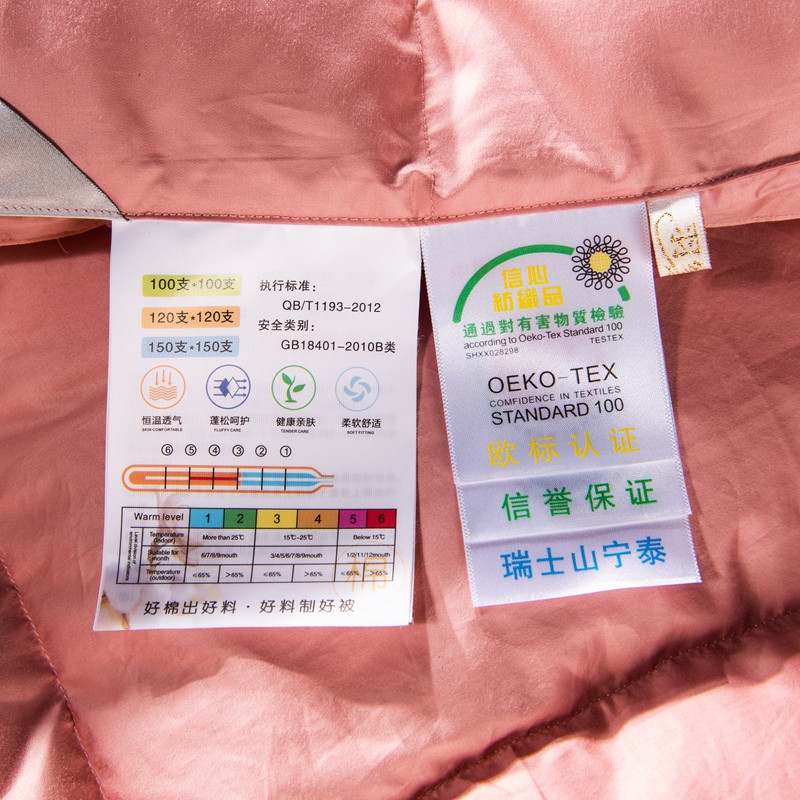 100支*100支
120支*120支
150支*150支
执行标准:
QB/T1193-2012
安全类别:
GB18401-2010B类
恒温透气
SKIN COMFORTABLE
蓬松呵护
FLUFFY CARE
健康亲肤
TENDER CARE
柔软舒适
SOFT FITTING
⑥ ⑤ ④ ③ ② ①
Warm level 1 2 3 4 5 6
Temperature (indoor) More than 25℃ 15℃~25℃ Below 15℃
Suitable for month 6/7/8/9mouth 3/4/5/6/7/8/9mouth 1/2/11/12mouth
Temperature (outdoor) ≤65% >65% ≤65% >65% ≤65% >65%
好棉出好料·好料制好被
信心
紡織品
通過對有害物質檢驗
according to Oeko-Tex Standard 100
SHXX028298 TESTEX
OEKO-TEX
COMFIDENCE IN TEXTILES
STANDARD 100
欧标认证
信誉保证
瑞士山宁泰